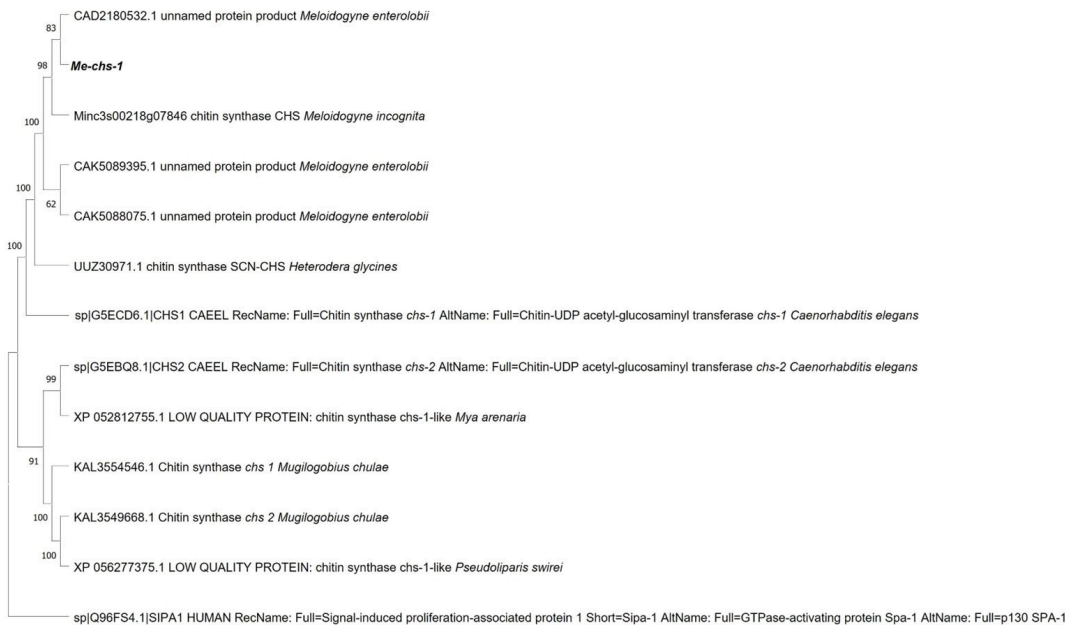 CAD2180532.1 unnamed protein product Meloidogyne enterolobii
83
Me-chs-1
98
Minc3s00218g07846 chitin synthase CHS Meloidogyne incognita
100
CAK5089395.1 unnamed protein product Meloidogyne enterolobii
100
62
CAK5088075.1 unnamed protein product Meloidogyne enterolobii
100
UUZ30971.1 chitin synthase SCN-CHS Heterodera glycines
sp|G5ECD6.1|CHS1 CAEEL RecName: Full=Chitin synthase chs-1 AltName: Full=Chitin-UDP acetyl-glucosaminyl transferase chs-1 Caenorhabditis elegans
sp|G5EBQ8.1|CHS2 CAEEL RecName: Full=Chitin synthase chs-2 AltName: Full=Chitin-UDP acetyl-glucosaminyl transferase chs-2 Caenorhabditis elegans
99
XP 052812755.1 LOW QUALITY PROTEIN: chitin synthase chs-1-like Mya arenaria
91
KAL3554546.1 Chitin synthase chs 1 Mugilogobius chulae
100
KAL3549668.1 Chitin synthase chs 2 Mugilogobius chulae
100
XP 056277375.1 LOW QUALITY PROTEIN: chitin synthase chs-1-like Pseudoliparis swirei
sp|Q96FS4.1|SIPA1 HUMAN RecName: Full=Signal-induced proliferation-associated protein 1 Short=Sipa-1 AltName: Full=GTPase-activating protein Spa-1 AltName: Full=p130 SPA-1